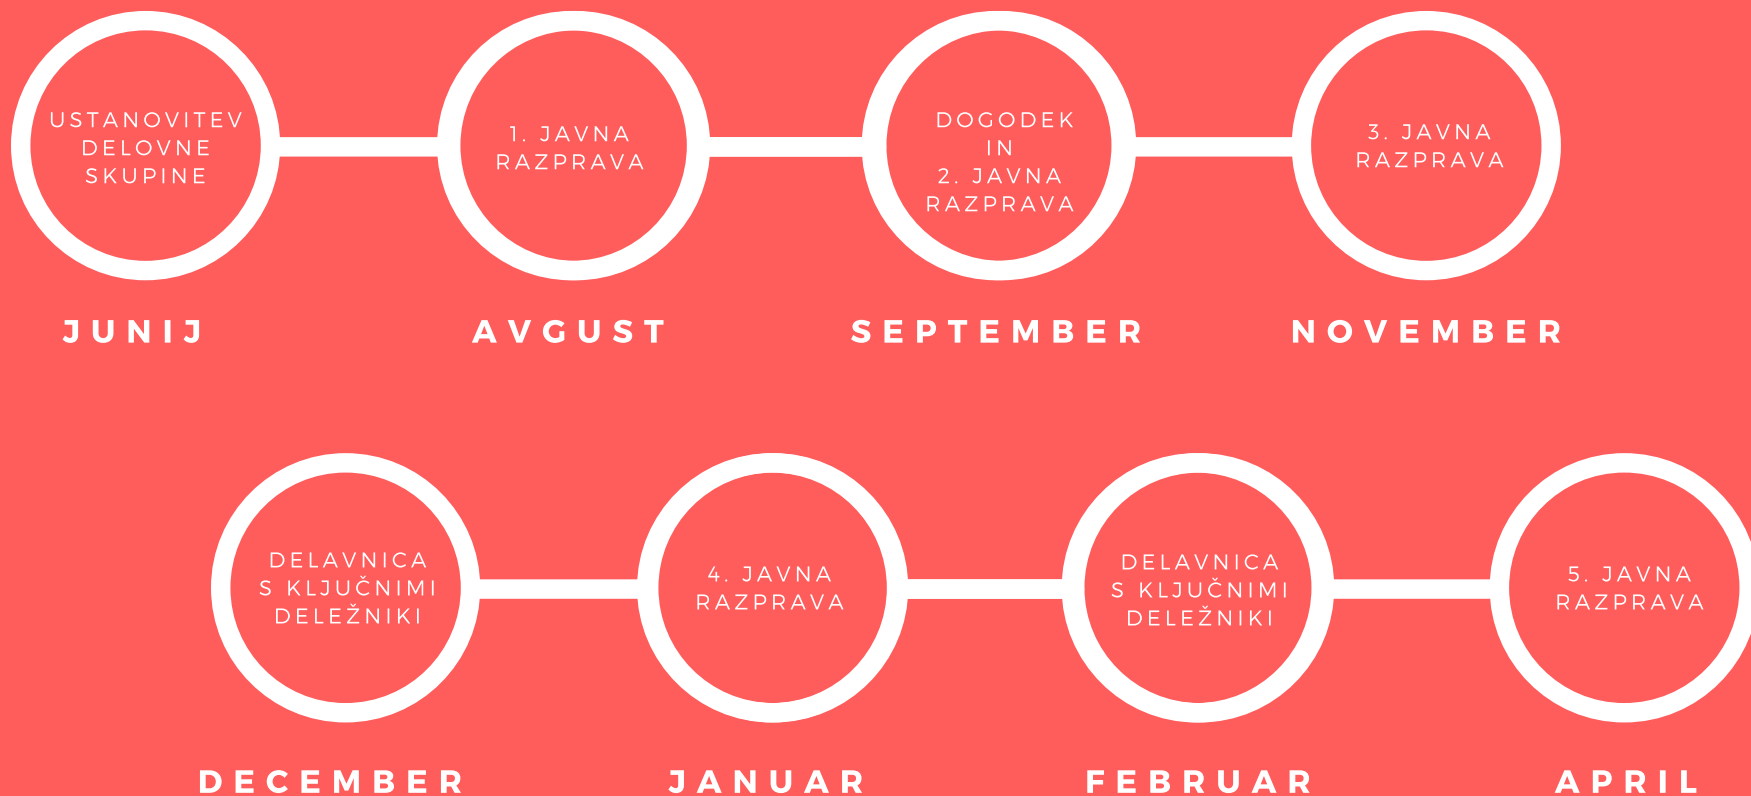 USTANOVITEV
DELOVNE
SKUPINE
JUNIJ
1. JAVNA
RAZPRAVA
AVGUST
DOGODEK
IN
2. JAVNA
RAZPRAVA
SEPTEMBER
3. JAVNA
RAZPRAVA
NOVEMBER
DELAVNICA
S KLJUČNIMI
DELEŽNIKI
DECEMBER
4. JAVNA
RAZPRAVA
JANUAR
DELAVNICA
S KLJUČNIMI
DELEŽNIKI
FEBRUAR
5. JAVNA
RAZPRAVA
APRIL